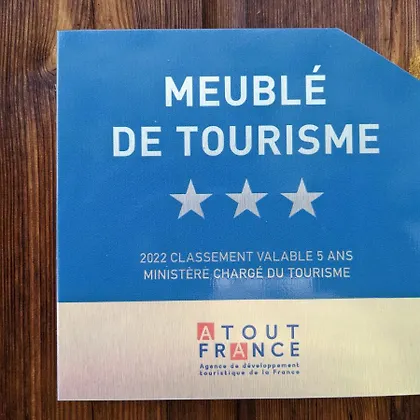 MEUBLÉ
DE TOURISME
2022 CLASSEMENT VALABLE 5 ANS
MINISTÈRE CHARGÉ DU TOURISME
ATOUT
FRANCE
Agence de développement
touristique de la France